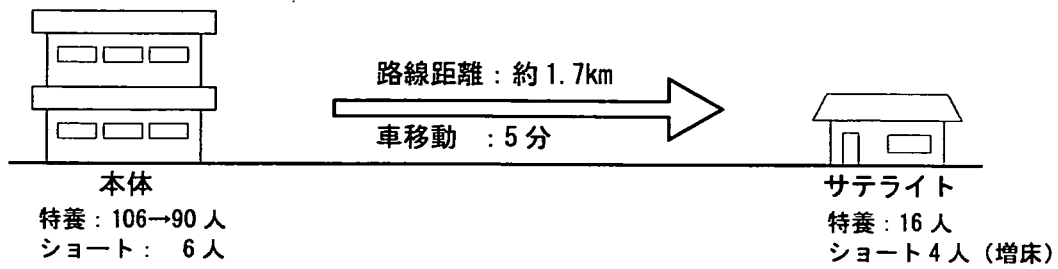 路線距離：約1.7km
車移動　：5分
本体
特養：106→90人
ショート：　6人
サテライト
特養：16人
ショート4人（増床）